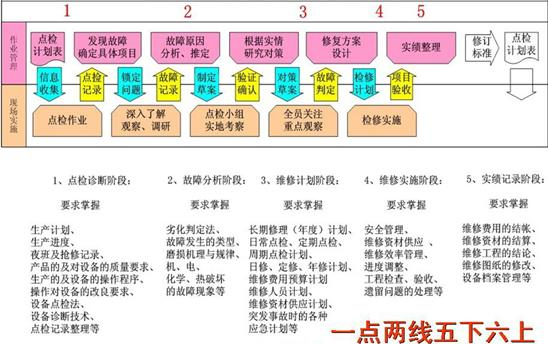 1 2 3 4 5
作业管理
点检
计划表
发现故障
确定具体项目
故障原因
分析、推定
根据实情
研究对策
修复方案
设计
实绩整理
修订
标准
点检
计划表
信息
收集
点检
记录
锁定
问题
故障
记录
制定
草案
验证
确认
对策
草案
故障
判定
检修
计划
项目
验收
现场实施
点检作业
深入了解
观察、调研
点检小组
实地考察
全员关注
重点观察
检修实施
1、点检诊断阶段：
要求掌握
生产计划、
生产进度、
夜班及抢修记录、
产品的及对设备的质量要求、
生产的及设备的操作程序、
操作对设备的改良要求、
设备点检法、
设备诊断技术、
点检记录整理等
2、故障分析阶段：
要求掌握
劣化判定法、
故障发生的类型、
磨损机理与规律、
机、电、
化学、热破坏
的故障现象等
3、维修计划阶段：
要求掌握
长期修理（年度）计划、
日常点检、定期点检、
周期点检计划、
日修、定修、年修计划、
维修费用预算计划
维修人员计划、
维修资材供应计划、
突发事故时的各种
应急计划等
4、维修实施阶段：
要求掌握
安全管理、
维修资材供应 、
维修效率管理、
进度调整、
工程检查、验收、
遗留问题的处理等
5、实绩记录阶段：
要求掌握
维修费用的结帐、
维修资材的结算、
维修工程的结论、
维修图纸的修改、
设备档案管理等
一点两线五下六上